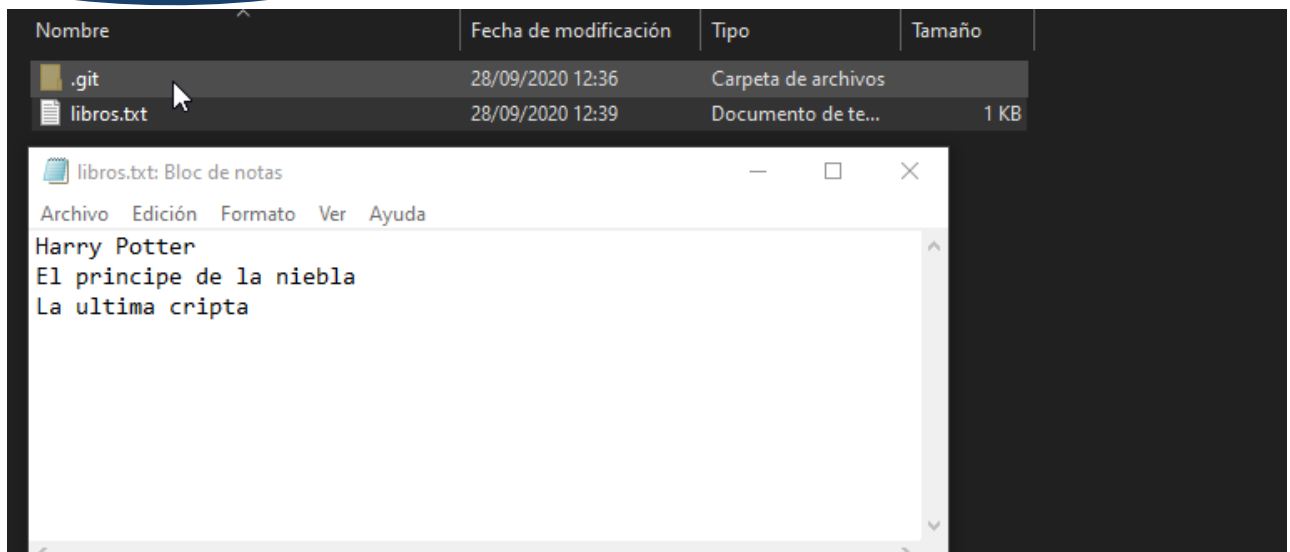 Nombre Fecha de modificación Tipo Tamaño
.git 28/09/2020 12:36 Carpeta de archivos
libros.txt 28/09/2020 12:39 Documento de te... 1 KB
libros.txt: Bloc de notas
Archivo Edición Formato Ver Ayuda
Harry Potter
El principe de la niebla
La ultima cripta